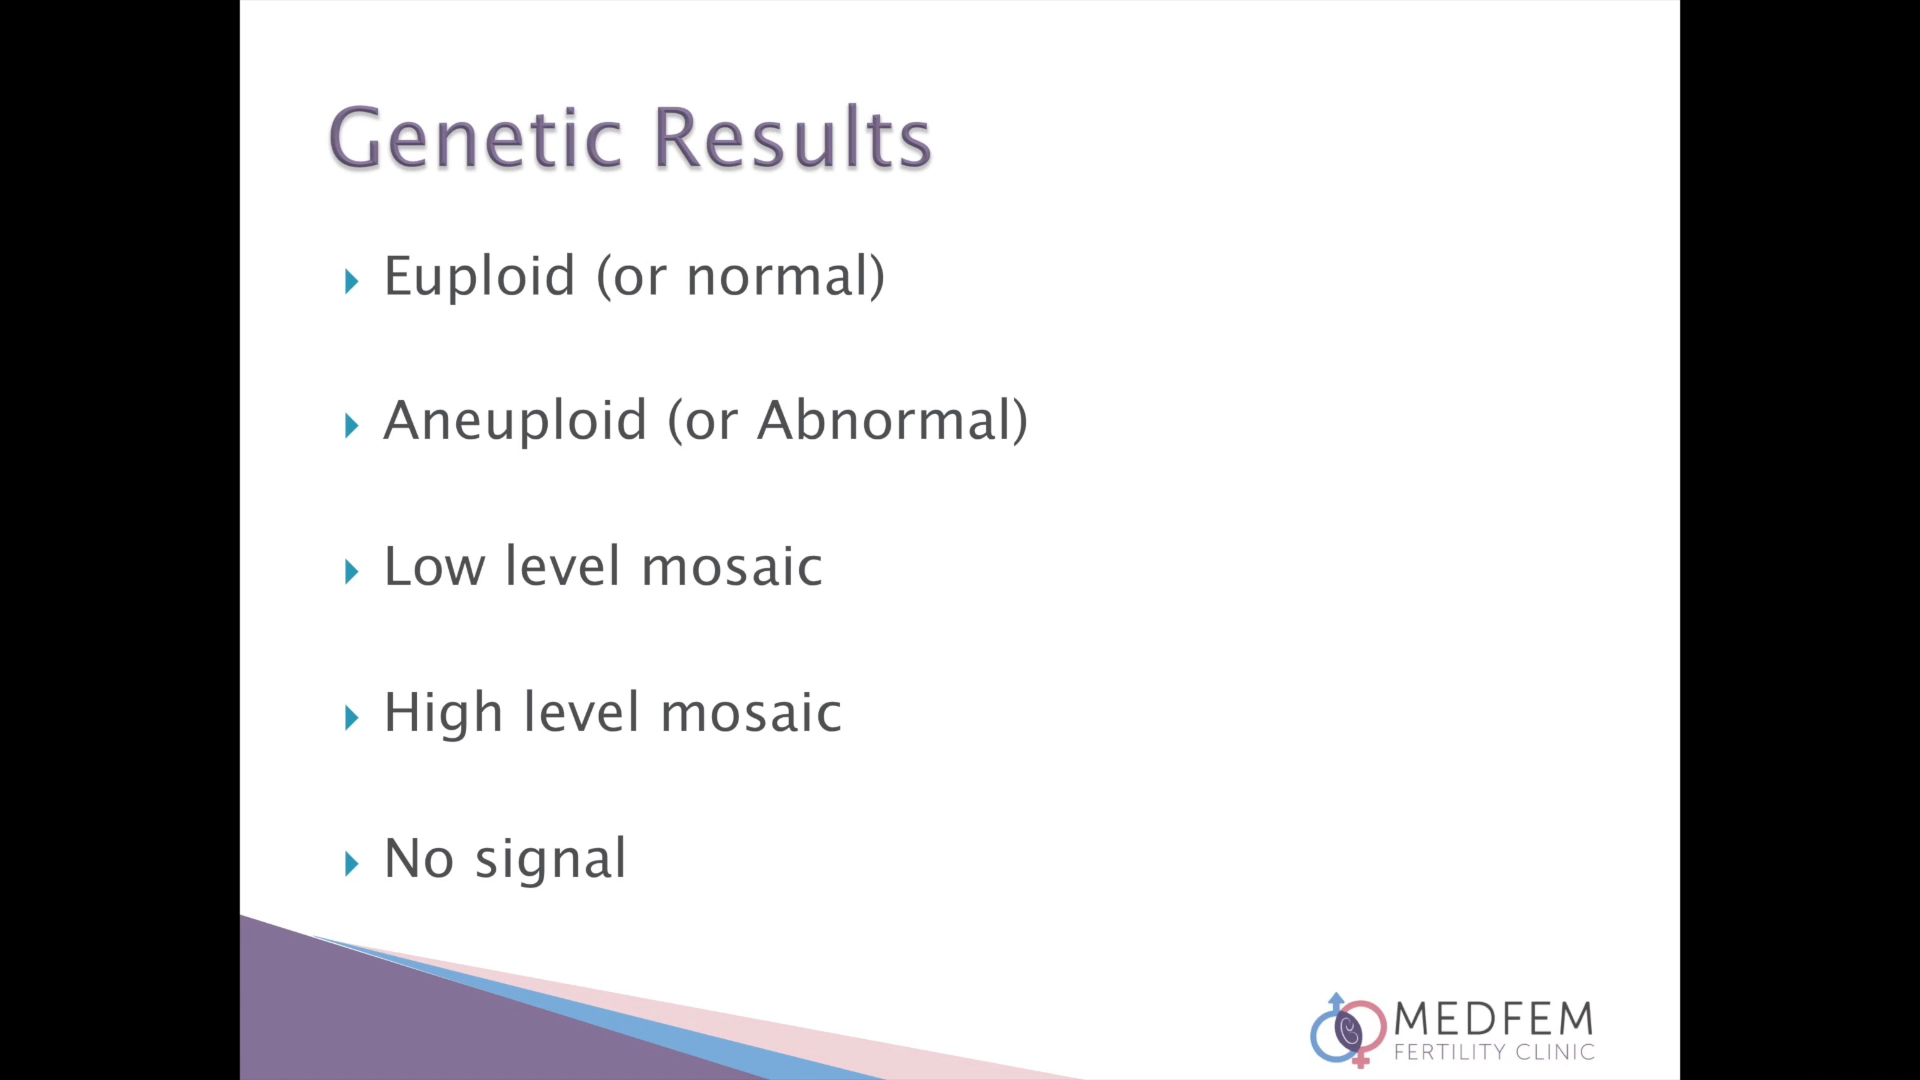 Genetic Results
Euploid (or normal)
Aneuploid (or Abnormal)
Low level mosaic
High level mosaic
No signal
MEDFEM
FERTILITY CLINIC